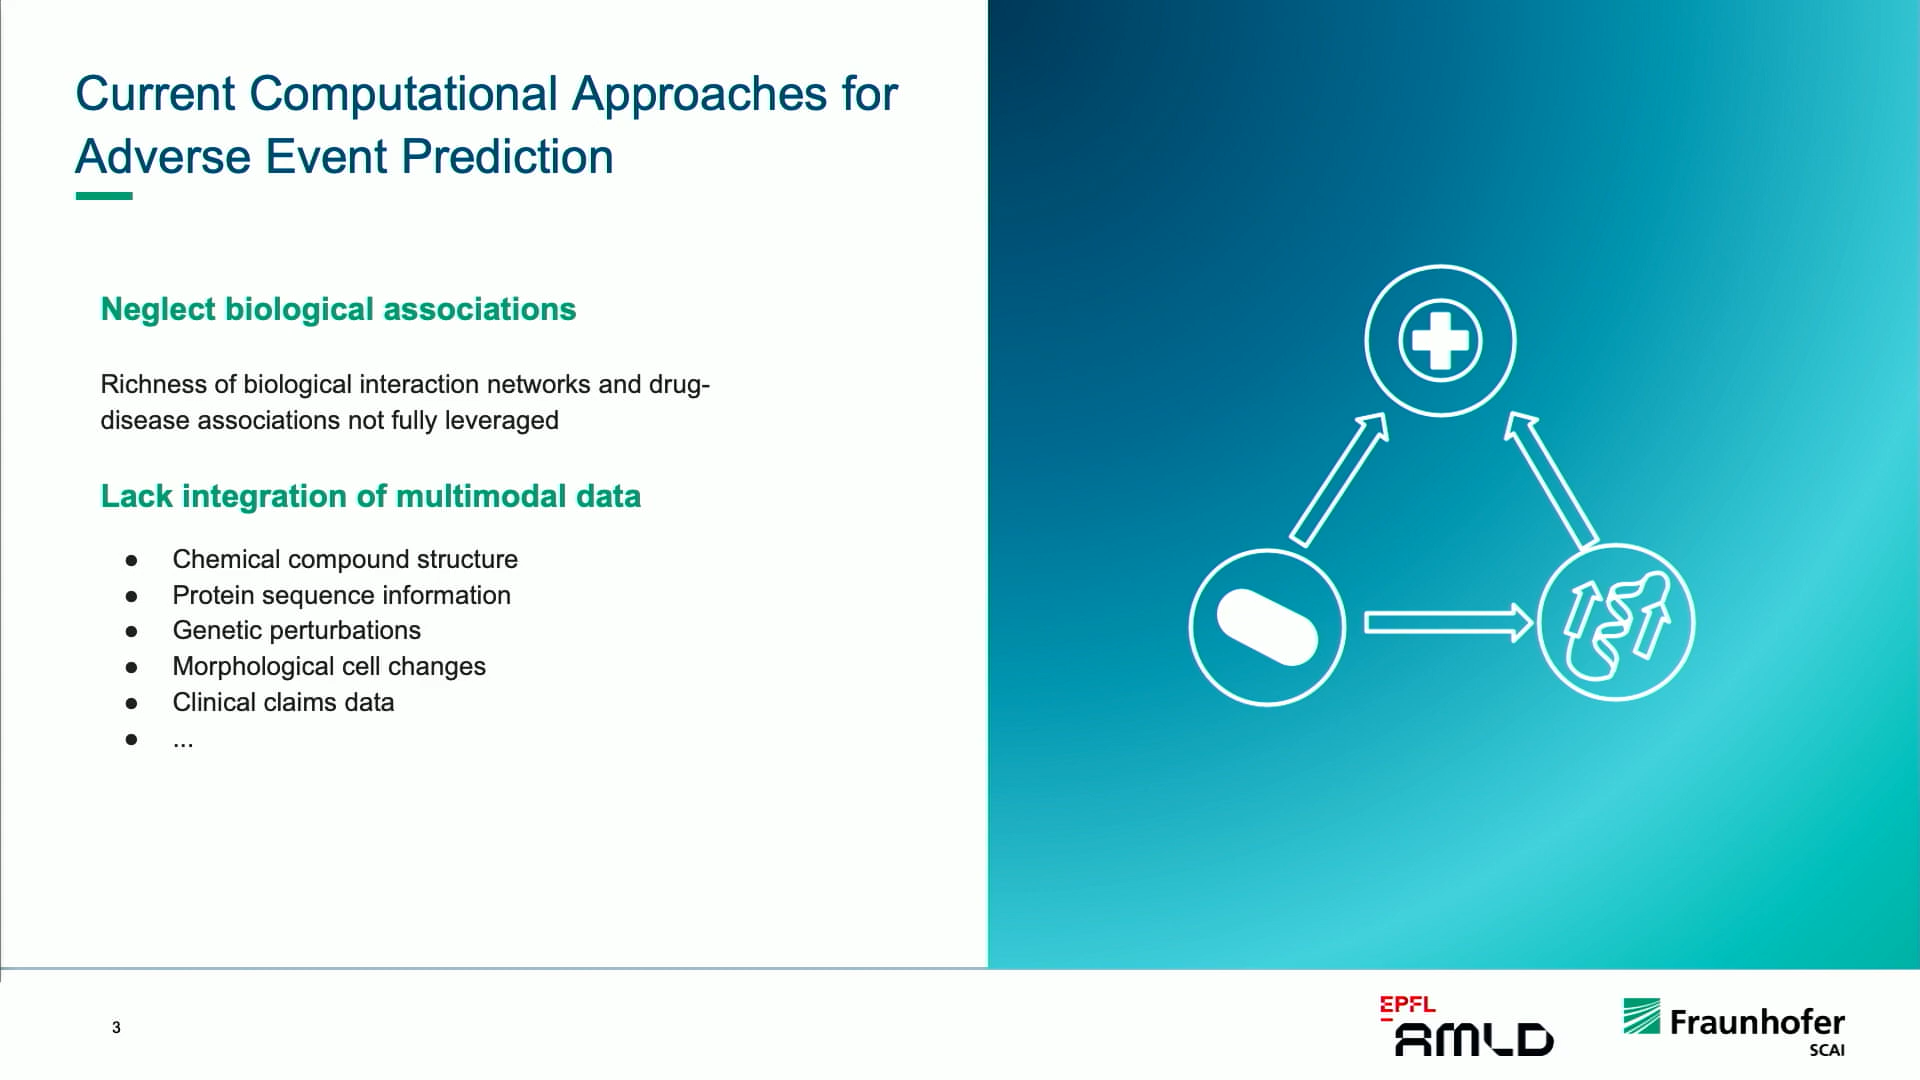 Current Computational Approaches for
Adverse Event Prediction
Neglect biological associations
Richness of biological interaction networks and drug-
disease associations not fully leveraged
Lack integration of multimodal data
● Chemical compound structure
● Protein sequence information
● Genetic perturbations
● Morphological cell changes
● Clinical claims data
● ...
3
EPFL
AMLD
Fraunhofer
SCAI